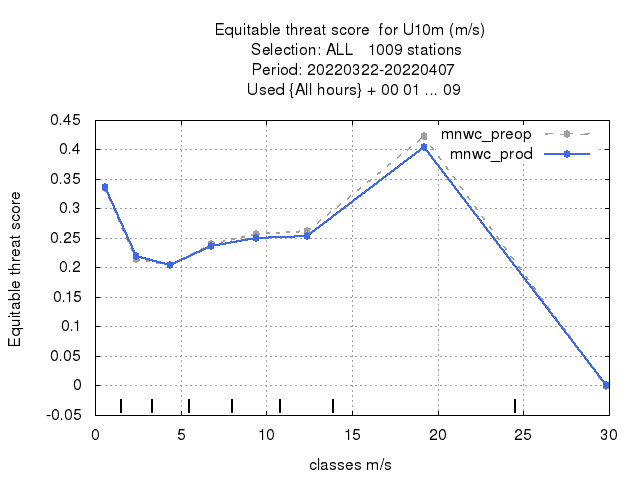 Equitable threat score  for U10m (m/s)
Selection: ALL   1009 stations
Period: 20220322-20220407
Used {All hours} + 00 01 ... 09
0.45
0.4
0.35
0.3
0.25
0.2
0.15
0.1
0.05
0
-0.05
Equitable threat score
mnwc_preop
mnwc_prod
0 5 10 15 20 25 30
classes m/s